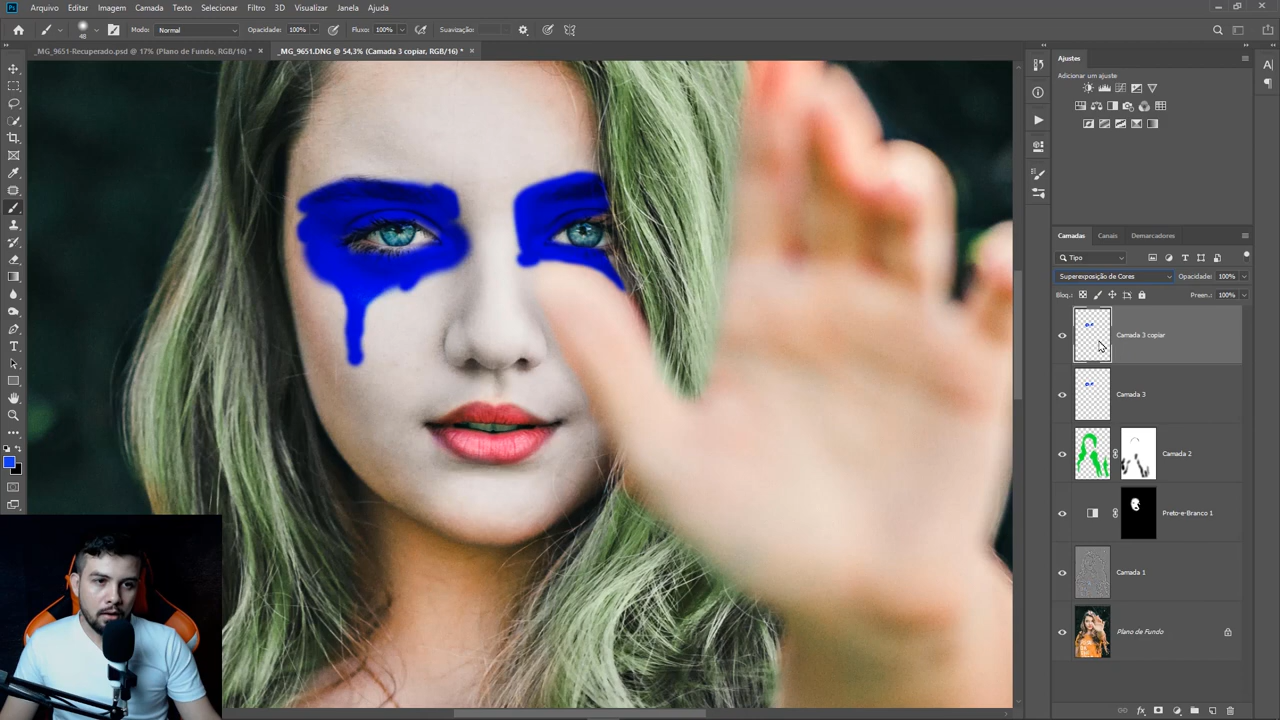 Ps Arquivo Editar Imagem Camada Texto Selecionar Filtro 3D Visualizar Janela Ajuda
48 Modo: Normal Opacidade: 100% Fluxo: 100% Suavização:
_MG_9651-Recuperado.psd @ 17% (Plano de Fundo, RGB/16) * × _MG_9651.DNG @ 54,3% (Camada 3 copiar, RGB/16) * ×
Ajustes
Adicionar um ajuste
Camadas Canais Demarcadores
Tipo
Superexposição de Cores Opacidade: 100%
Bloq.: Preen.: 100%
Camada 3 copiar
Camada 3
Camada 2
Preto-e-Branco 1
Camada 1
Plano de Fundo